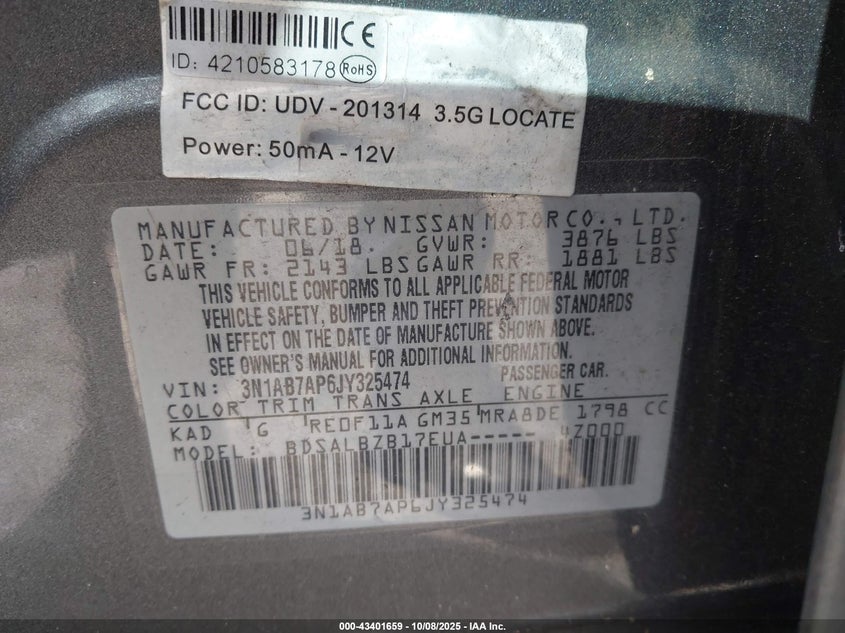 CE
ID: 4210583178 RoHS
FCC ID: UDV - 201314 3.5G LOCATE
Power: 50mA - 12V
MANUFACTURED BY NISSAN MOTOR CO., LTD.
DATE: 06/18. GVWR: 3876 LBS
GAWR FR: 2143 LBS GAWR RR: 1881 LBS
THIS VEHICLE CONFORMS TO ALL APPLICABLE FEDERAL MOTOR
VEHICLE SAFETY, BUMPER AND THEFT PREVENTION STANDARDS
IN EFFECT ON THE DATE OF MANUFACTURE SHOWN ABOVE.
SEE OWNER'S MANUAL FOR ADDITIONAL INFORMATION.
VIN: 3N1AB7AP6JY325474 PASSENGER CAR.
COLOR TRIM TRANS AXLE ENGINE
KAD G RE0F11A GM35 MRA8DE 1798 CC
MODEL: BDSALBZB17EUA----- 4Z000
3N1AB7AP6JY325474
000-43401659 - 10/08/2025 - IAA Inc.